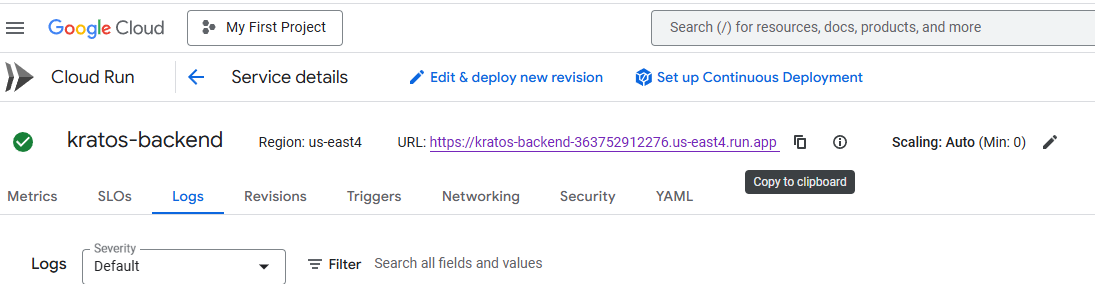 Google Cloud My First Project Search (/) for resources, docs, products, and more
Cloud Run Service details Edit & deploy new revision Set up Continuous Deployment
kratos-backend Region: us-east4 URL: https://kratos-backend-363752912276.us-east4.run.app Scaling: Auto (Min: 0)
Copy to clipboard
Metrics SLOs Logs Revisions Triggers Networking Security YAML
Severity
Logs Default Filter Search all fields and values